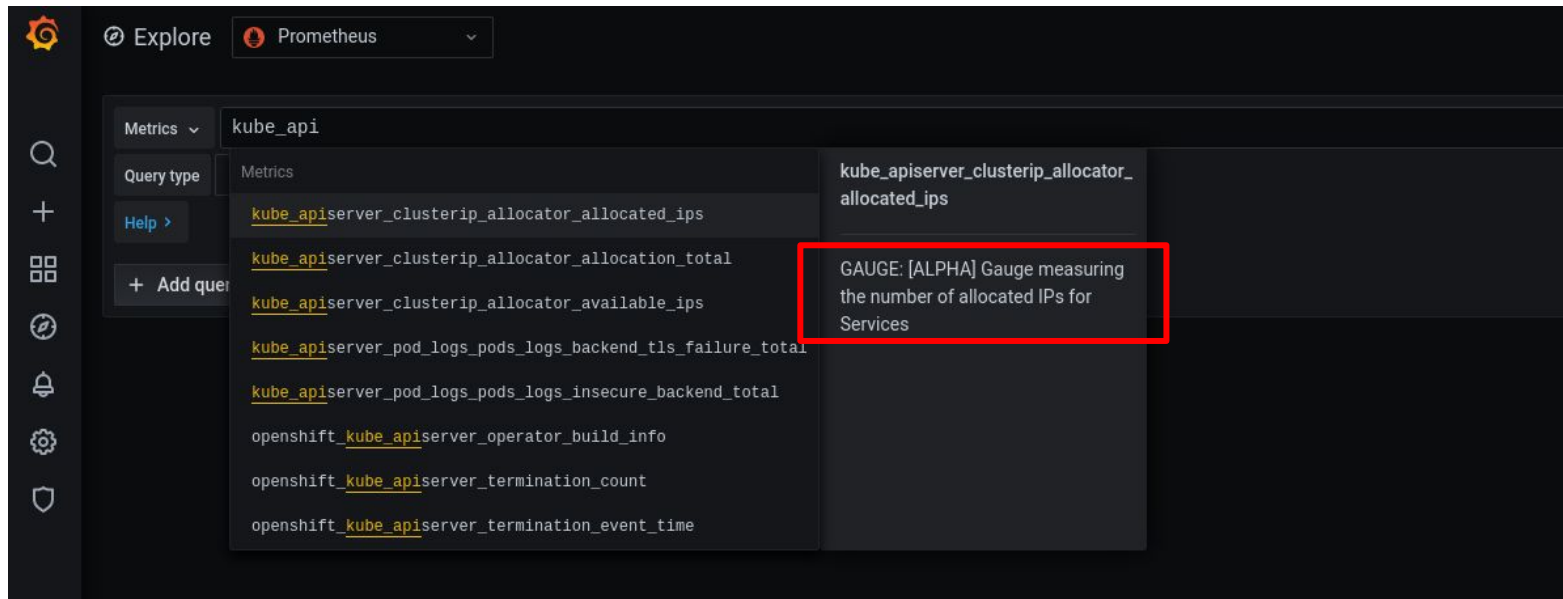 Explore
Prometheus
Metrics
kube_api
Query type
Help >
+ Add quer
Metrics
kube_apiserver_clusterip_allocator_allocated_ips
kube_apiserver_clusterip_allocator_allocation_total
kube_apiserver_clusterip_allocator_available_ips
kube_apiserver_pod_logs_pods_logs_backend_tls_failure_total
kube_apiserver_pod_logs_pods_logs_insecure_backend_total
openshift_kube_apiserver_operator_build_info
openshift_kube_apiserver_termination_count
openshift_kube_apiserver_termination_event_time
kube_apiserver_clusterip_allocator_
allocated_ips
GAUGE: [ALPHA] Gauge measuring
the number of allocated IPs for
Services